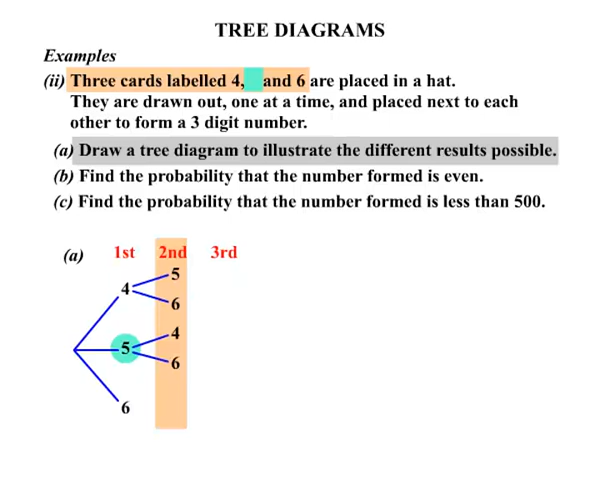 TREE DIAGRAMS
Examples
(ii) Three cards labelled 4, and 6 are placed in a hat.
They are drawn out, one at a time, and placed next to each
other to form a 3 digit number.
(a) Draw a tree diagram to illustrate the different results possible.
(b) Find the probability that the number formed is even.
(c) Find the probability that the number formed is less than 500.
(a) 1st 2nd 3rd
5
4
6
4
5
6
6